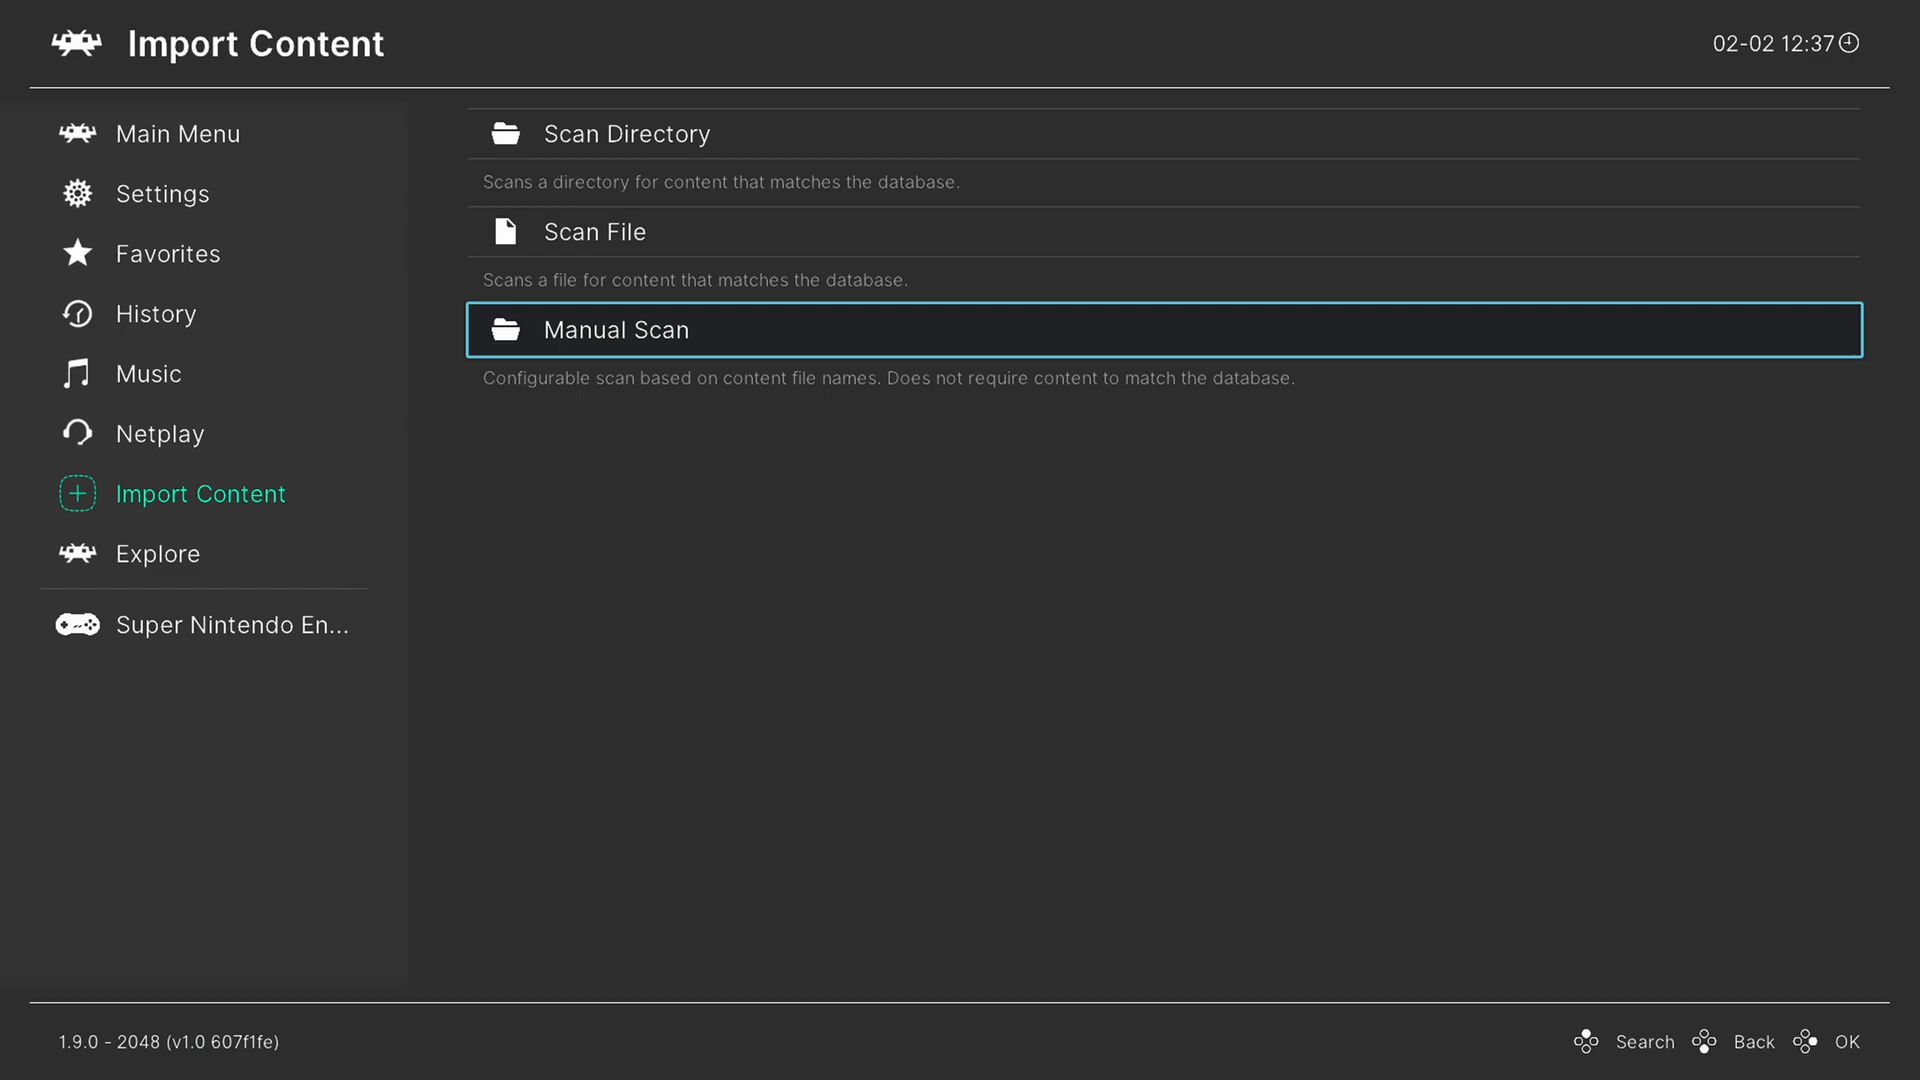 Import Content
02-02 12:37
Main Menu
Settings
Favorites
History
Music
Netplay
Import Content
Explore
Super Nintendo En...
Scan Directory
Scans a directory for content that matches the database.
Scan File
Scans a file for content that matches the database.
Manual Scan
Configurable scan based on content file names. Does not require content to match the database.
1.9.0 - 2048 (v1.0 607f1fe)
Search Back OK